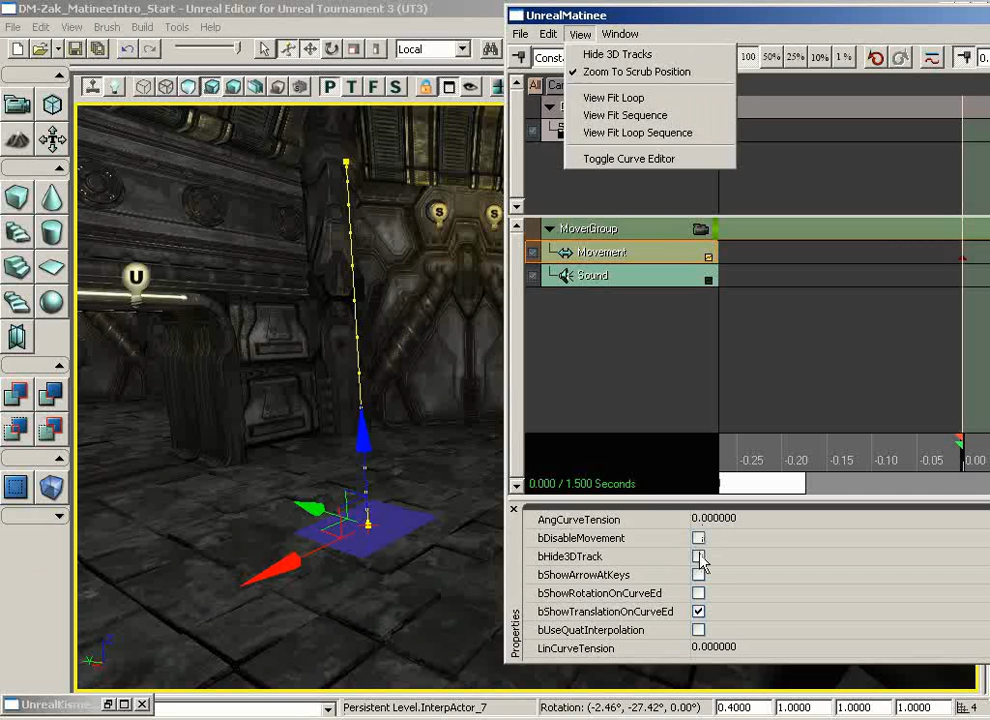 DM-Zak_MatineeIntro_Start - Unreal Editor for Unreal Tournament 3 (UT3)
File Edit View Brush Build Tools Help
Local
P T F S
UnrealMatinee
File Edit View Window
100 50% 25% 10% 1%
Hide 3D Tracks
Zoom To Scrub Position
View Fit Loop
View Fit Sequence
View Fit Loop Sequence
Toggle Curve Editor
All
S S
U
MoverGroup
Movement
Sound
-0.25 -0.20 -0.15 -0.10 -0.05 0.00
0.000 / 1.500 Seconds
Properties
AngCurveTension 0.000000
bDisableMovement
bHide3DTrack
bShowArrowAtKeys
bShowRotationOnCurveEd
bShowTranslationOnCurveEd
bUseQuatInterpolation
LinCurveTension 0.000000
Persistent Level.InterpActor_7
Rotation: (-2.46°, -27.42°, 0.00°)
0.4000 1.0000 1.0000 1.0000 4